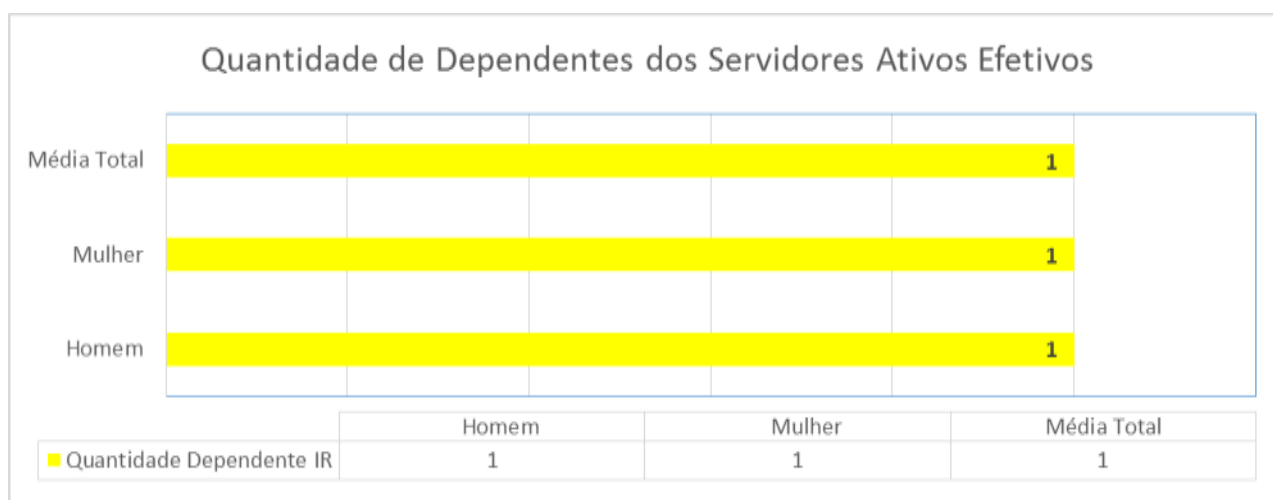 Quantidade de Dependentes dos Servidores Ativos Efetivos
Média Total 1
Mulher 1
Homem 1
Homem Mulher Média Total
Quantidade Dependente IR 1 1 1